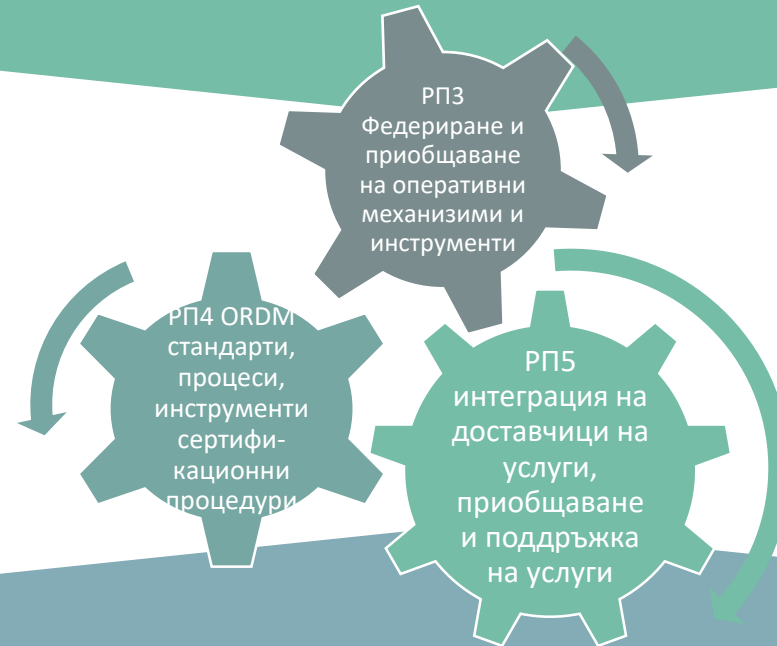 РП3
Федериране и
приобщаване
на оперативни
механизими и
инструменти
РП4 ORDM
стандарти,
процеси,
инструменти
сертифи-
кационни
процедури
РП5
интеграция на
доставчици на
услуги,
приобщаване
и поддръжка
на услуги